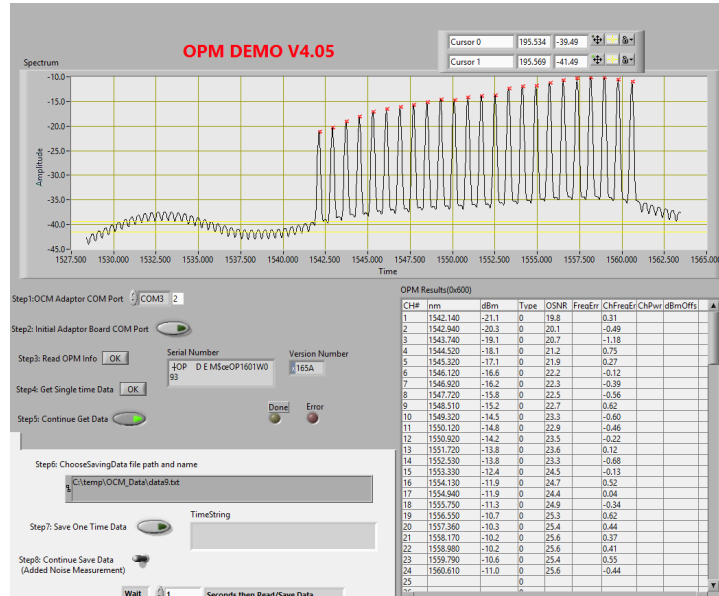 OPM DEMO V4.05
Cursor 0 195.534 -39.49
Cursor 1 195.569 -41.49
Spectrum
-10.0
-15.0
-20.0
-25.0
-30.0
-35.0
-40.0
-45.0
Amplitude
1527.500 1530.000 1532.500 1535.000 1537.500 1540.000 1542.500 1545.000 1547.500 1550.000 1552.500 1555.000 1557.500 1560.000 1562.500 1565.000
Time
Step1:OCM Adaptor COM Port COM3 2
Step2: Initial Adaptor Board COM Port
Step3: Read OPM Info OK
Serial Number
93
Version Number
165A
Step4: Get Single time Data OK
Step5: Continue Get Data
Done Error
Step6: ChooseSavingData file path and name
C:\temp\OCM_Data\data9.txt
Step7: Save One Time Data
TimeString
Step8: Continue Save Data
(Added Noise Measurement)
Wait 1 Seconds then Read/Save Data
OPM Results(0x600)
CH# nm dBm Type OSNR FreqErr ChFreqEr ChPwr dBmOffs
1 1542.140 -21.1 0 19.8 0.31
2 1542.940 -20.3 0 20.1 -0.49
3 1543.740 -19.1 0 20.7 -1.18
4 1544.520 -18.1 0 21.2 0.75
5 1545.320 -17.1 0 21.9 0.27
6 1546.120 -16.6 0 22.2 -0.12
7 1546.920 -16.2 0 22.3 -0.39
8 1547.720 -15.8 0 22.5 -0.56
9 1548.510 -15.2 0 22.7 0.62
10 1549.320 -14.5 0 23.3 -0.60
11 1550.120 -14.8 0 22.9 -0.46
12 1550.920 -14.2 0 23.5 -0.22
13 1551.720 -13.8 0 23.6 0.12
14 1552.530 -13.8 0 23.3 -0.68
15 1553.330 -12.4 0 24.5 -0.13
16 1554.130 -11.9 0 24.7 0.52
17 1554.940 -11.9 0 24.4 0.04
18 1555.750 -11.3 0 24.9 -0.34
19 1556.550 -10.7 0 25.3 0.62
20 1557.360 -10.3 0 25.4 0.44
21 1558.170 -10.2 0 25.6 0.37
22 1558.980 -10.2 0 25.6 0.41
23 1559.790 -10.6 0 25.4 0.55
24 1560.610 -11.0 0 25.6 -0.44
25 0